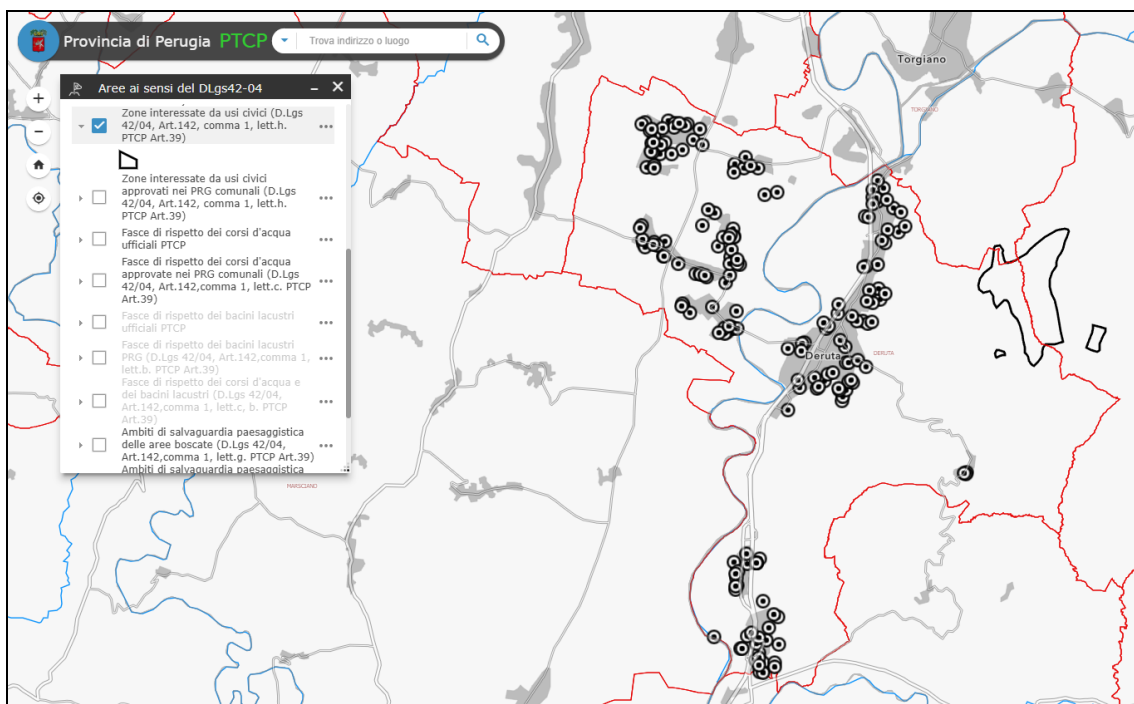 Provincia di Perugia PTCP
Trova indirizzo o luogo
Aree ai sensi del DLgs42-04
Zone interessate da usi civici (D.Lgs
42/04, Art.142, comma 1, lett.h.
PTCP Art.39)
Zone interessate da usi civici
approvati nei PRG comunali (D.Lgs
42/04, Art.142, comma 1, lett.h.
PTCP Art.39)
Fasce di rispetto dei corsi d'acqua
ufficiali PTCP
Fasce di rispetto dei corsi d'acqua
approvate nei PRG comunali (D.Lgs
42/04, Art.142,comma 1, lett.c. PTCP
Art.39)
Fasce di rispetto dei bacini lacustri
ufficiali PTCP
Fasce di rispetto dei bacini lacustri
PRG (D.Lgs 42/04, Art.142,comma 1,
lett.b. PTCP Art.39)
Fasce di rispetto dei corsi d'acqua e
dei bacini lacustri (D.Lgs 42/04,
Art.142,comma 1, lett.c, b. PTCP
Art.39)
Ambiti di salvaguardia paesaggistica
delle aree boscate (D.Lgs 42/04,
Art.142,comma 1, lett.g. PTCP Art.39)
Ambiti di salvaguardia paesaggistica
Torgiano
TORGIANO
Deruta
DERUTA
MARSCIANO